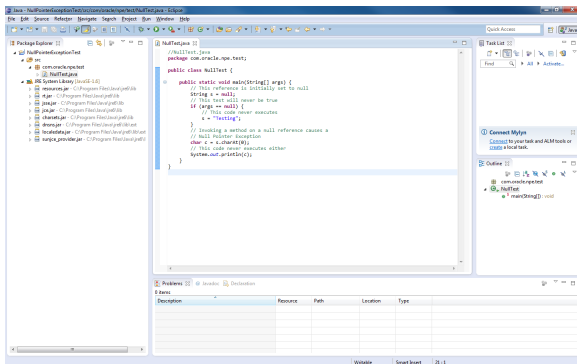 Java - NullPointerExceptionTest/src/com/oracle/npe/test/NullTest.java - Eclipse
File Edit Source Refactor Navigate Search Project Run Window Help
Quick Access
Java
Package Explorer
NullPointerExceptionTest
src
com.oracle.npe.test
NullTest.java
JRE System Library [JavaSE-1.6]
resources.jar - C:\Program Files\Java\jre6\lib
rt.jar - C:\Program Files\Java\jre6\lib
jsse.jar - C:\Program Files\Java\jre6\lib
jce.jar - C:\Program Files\Java\jre6\lib
charsets.jar - C:\Program Files\Java\jre6\lib
dnsns.jar - C:\Program Files\Java\jre6\lib\ext
localedata.jar - C:\Program Files\Java\jre6\lib\ext
sunjce_provider.jar - C:\Program Files\Java\jre6\li
NullTest.java
//NullTest.java
package com.oracle.npe.test;
public class NullTest {
public static void main(String[] args) {
// This reference is initially set to null
String s = null;
// This test will never be true
if (args == null) {
// This code never executes
s = "Testing";
}
// Invoking a method on a null reference causes a
// Null Pointer Exception
char c = s.charAt(0);
// This code never executes either
System.out.println(c);
}
}
Task List
Find All Activate...
Connect Mylyn
Connect to your task and ALM tools or
create a local task.
Outline
com.oracle.npe.test
NullTest
main(String[]) : void
Problems Javadoc Declaration
0 items
Description Resource Path Location Type
Writable Smart Insert 21 : 1